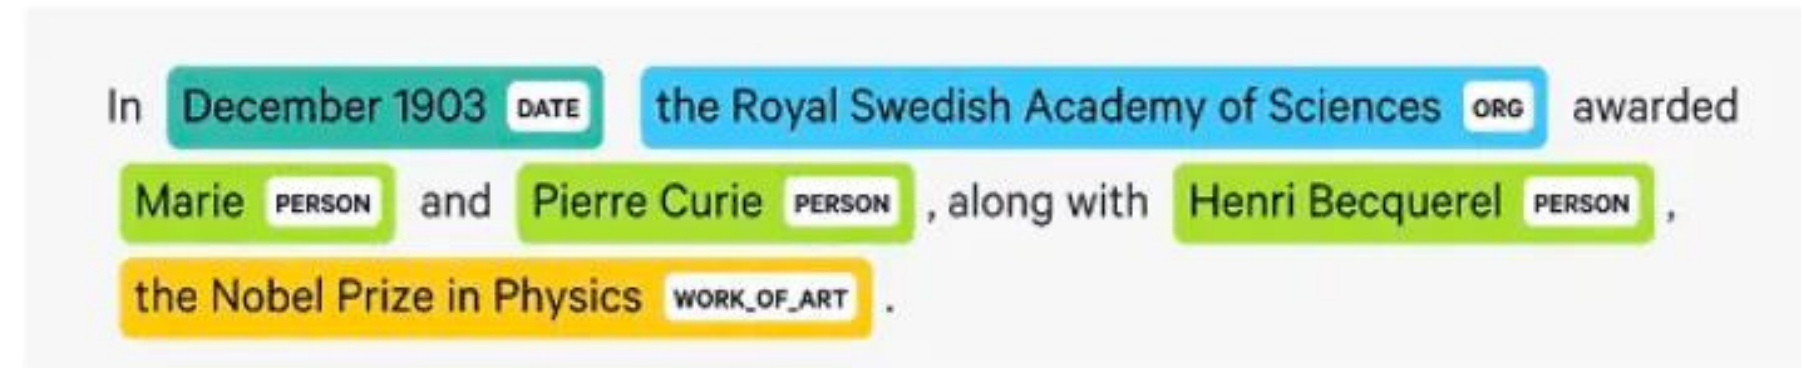 In December 1903 DATE the Royal Swedish Academy of Sciences ORG awarded
Marie PERSON and Pierre Curie PERSON , along with Henri Becquerel PERSON ,
the Nobel Prize in Physics WORK_OF_ART .